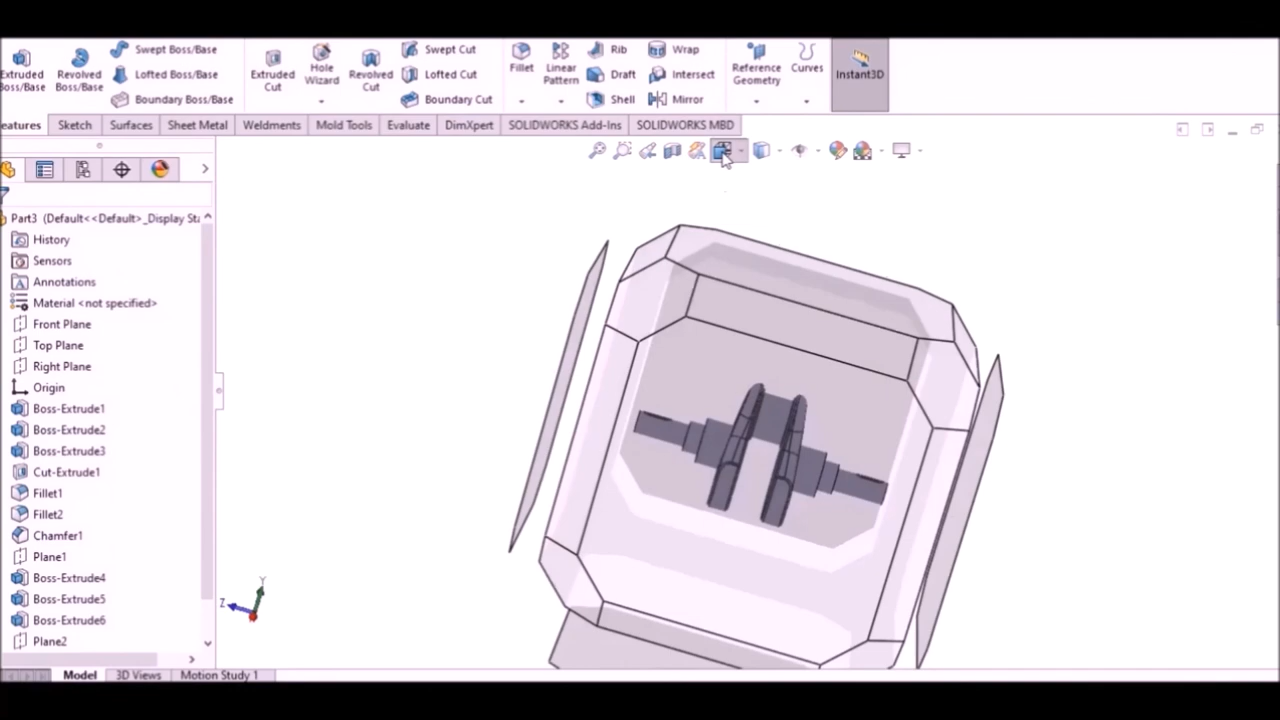 Extruded Boss/Base
Revolved Boss/Base
Swept Boss/Base
Lofted Boss/Base
Boundary Boss/Base
Extruded Cut
Hole Wizard
Revolved Cut
Swept Cut
Lofted Cut
Boundary Cut
Fillet
Linear Pattern
Rib
Draft
Shell
Wrap
Intersect
Mirror
Reference Geometry
Curves
Instant3D
eatures
Sketch
Surfaces
Sheet Metal
Weldments
Mold Tools
Evaluate
DimXpert
SOLIDWORKS Add-Ins
SOLIDWORKS MBD
Part3 (Default<<Default>_Display Sta
History
Sensors
Annotations
Material <not specified>
Front Plane
Top Plane
Right Plane
Origin
Boss-Extrude1
Boss-Extrude2
Boss-Extrude3
Cut-Extrude1
Fillet1
Fillet2
Chamfer1
Plane1
Boss-Extrude4
Boss-Extrude5
Boss-Extrude6
Plane2
Y
Z
Model
3D Views
Motion Study 1